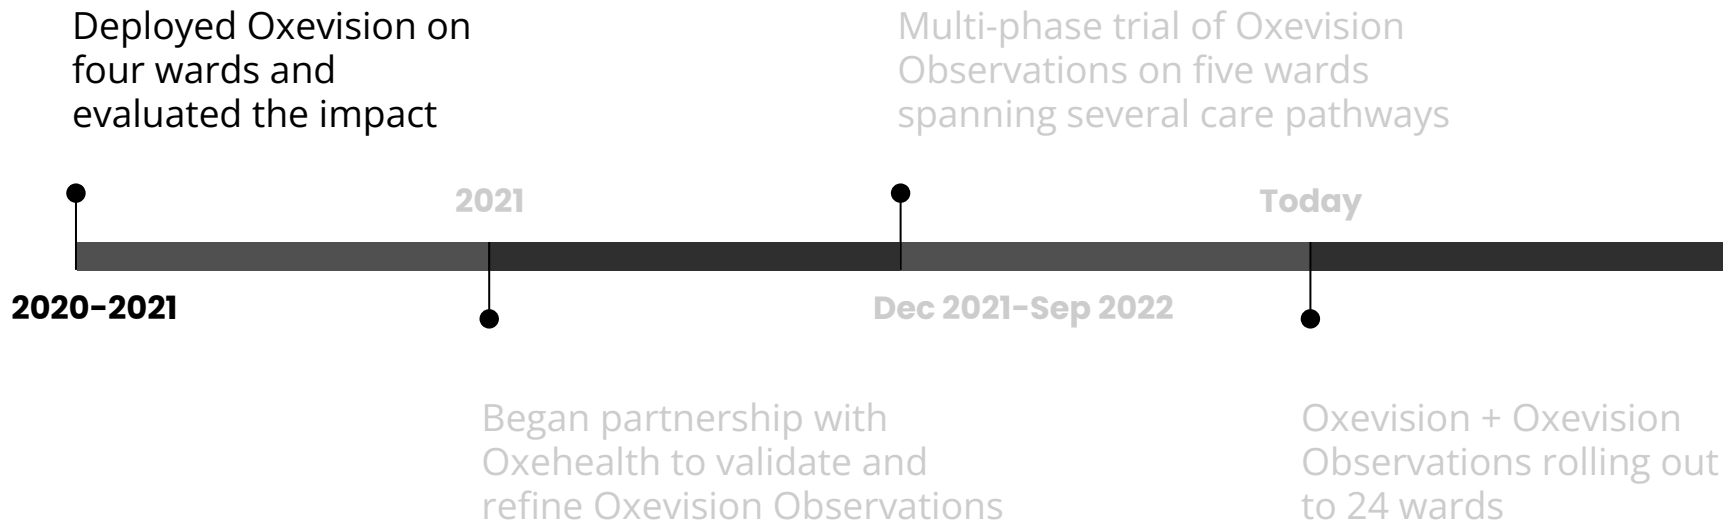 Deployed Oxevision on
four wards and
evaluated the impact
2020-2021
2021
Began partnership with
Oxehealth to validate and
refine Oxevision Observations
Multi-phase trial of Oxevision
Observations on five wards
spanning several care pathways
Dec 2021-Sep 2022
Today
Oxevision + Oxevision
Observations rolling out
to 24 wards